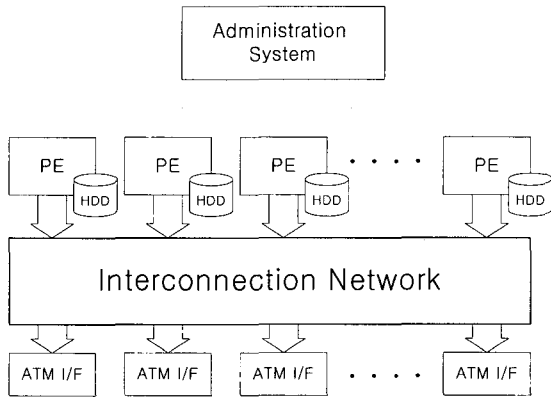 Administration
System
PE PE PE PE
HDD HDD HDD HDD
Interconnection Network
ATM I/F ATM I/F ATM I/F ATM I/F